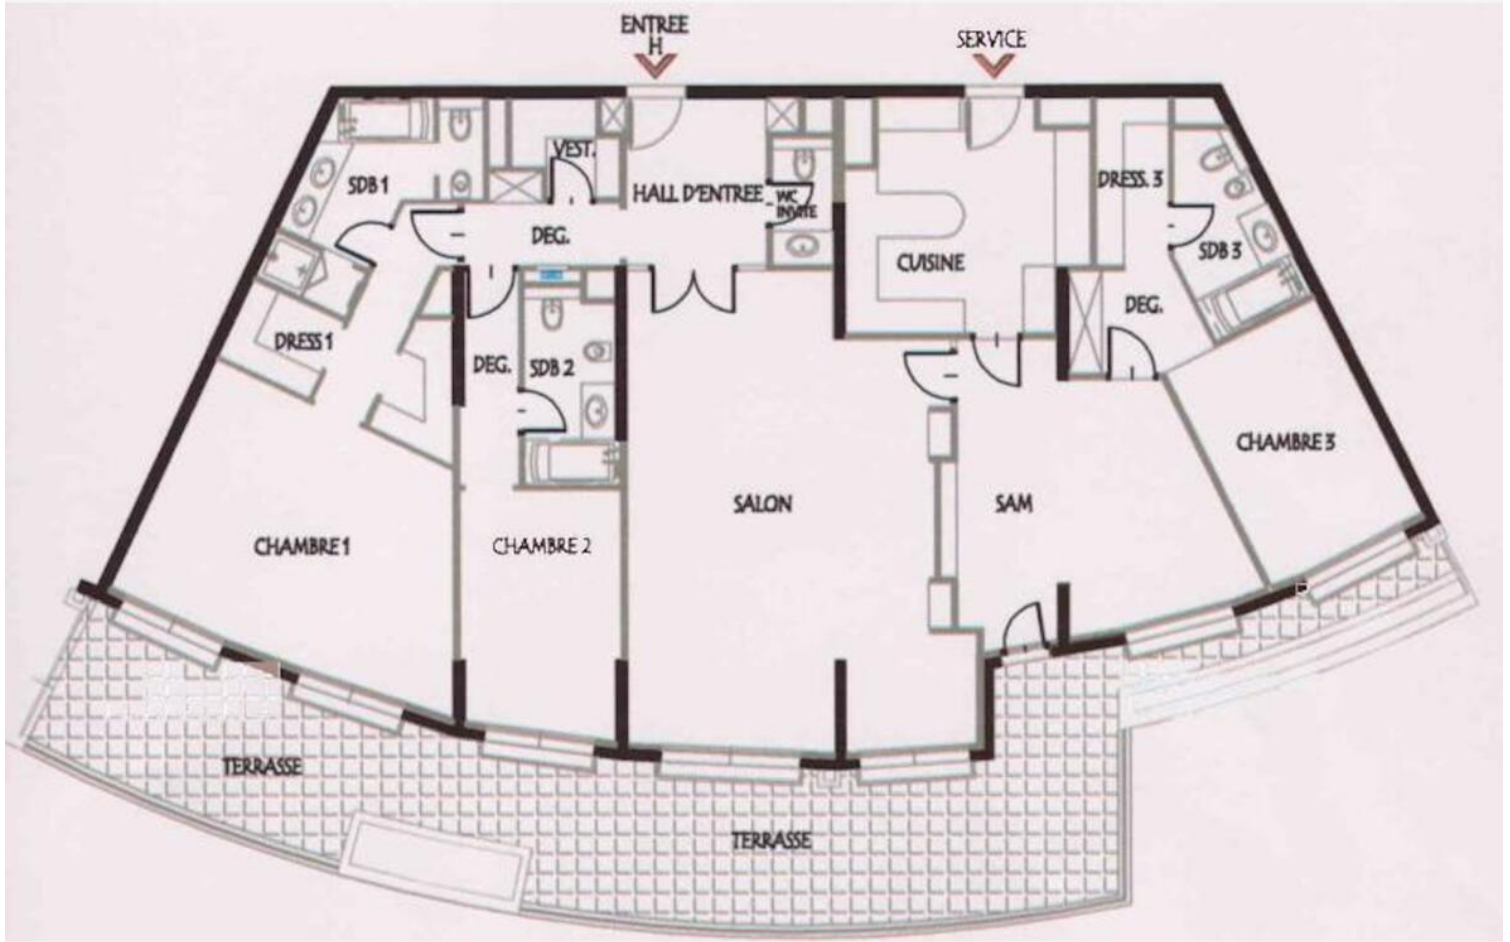 ENTREE
H
SERVICE
VEST.
SDB 1
HALL D'ENTREE
WC
INVITE
DRESS. 3
DEG.
CUISINE
SDB 3
DEG.
DRESS 1
DEG.
SDB 2
CHAMBRE 3
SALON
SAM
CHAMBRE 1
CHAMBRE 2
TERRASSE
TERRASSE